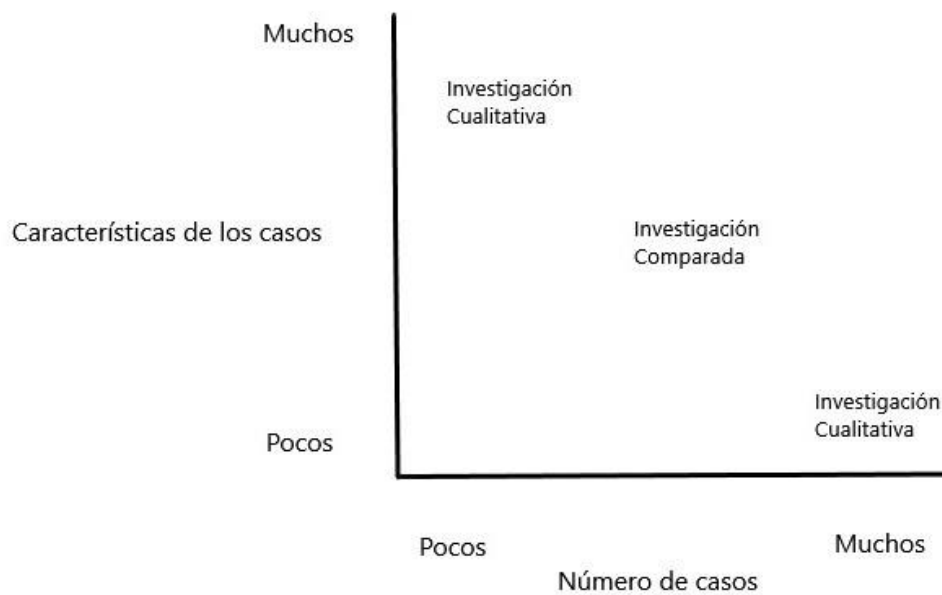 Muchos
Investigación
Cualitativa
Características de los casos
Investigación
Comparada
Investigación
Cualitativa
Pocos
Pocos
Muchos
Número de casos